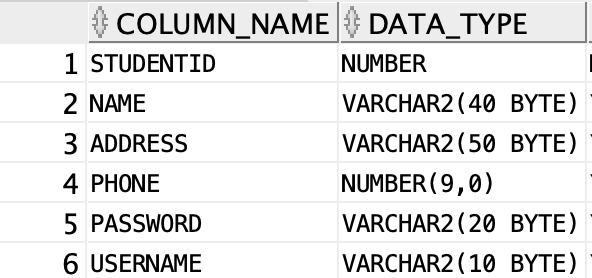 COLUMN_NAME DATA_TYPE
1 STUDENTID NUMBER
2 NAME VARCHAR2(40 BYTE)
3 ADDRESS VARCHAR2(50 BYTE)
4 PHONE NUMBER(9,0)
5 PASSWORD VARCHAR2(20 BYTE)
6 USERNAME VARCHAR2(10 BYTE)